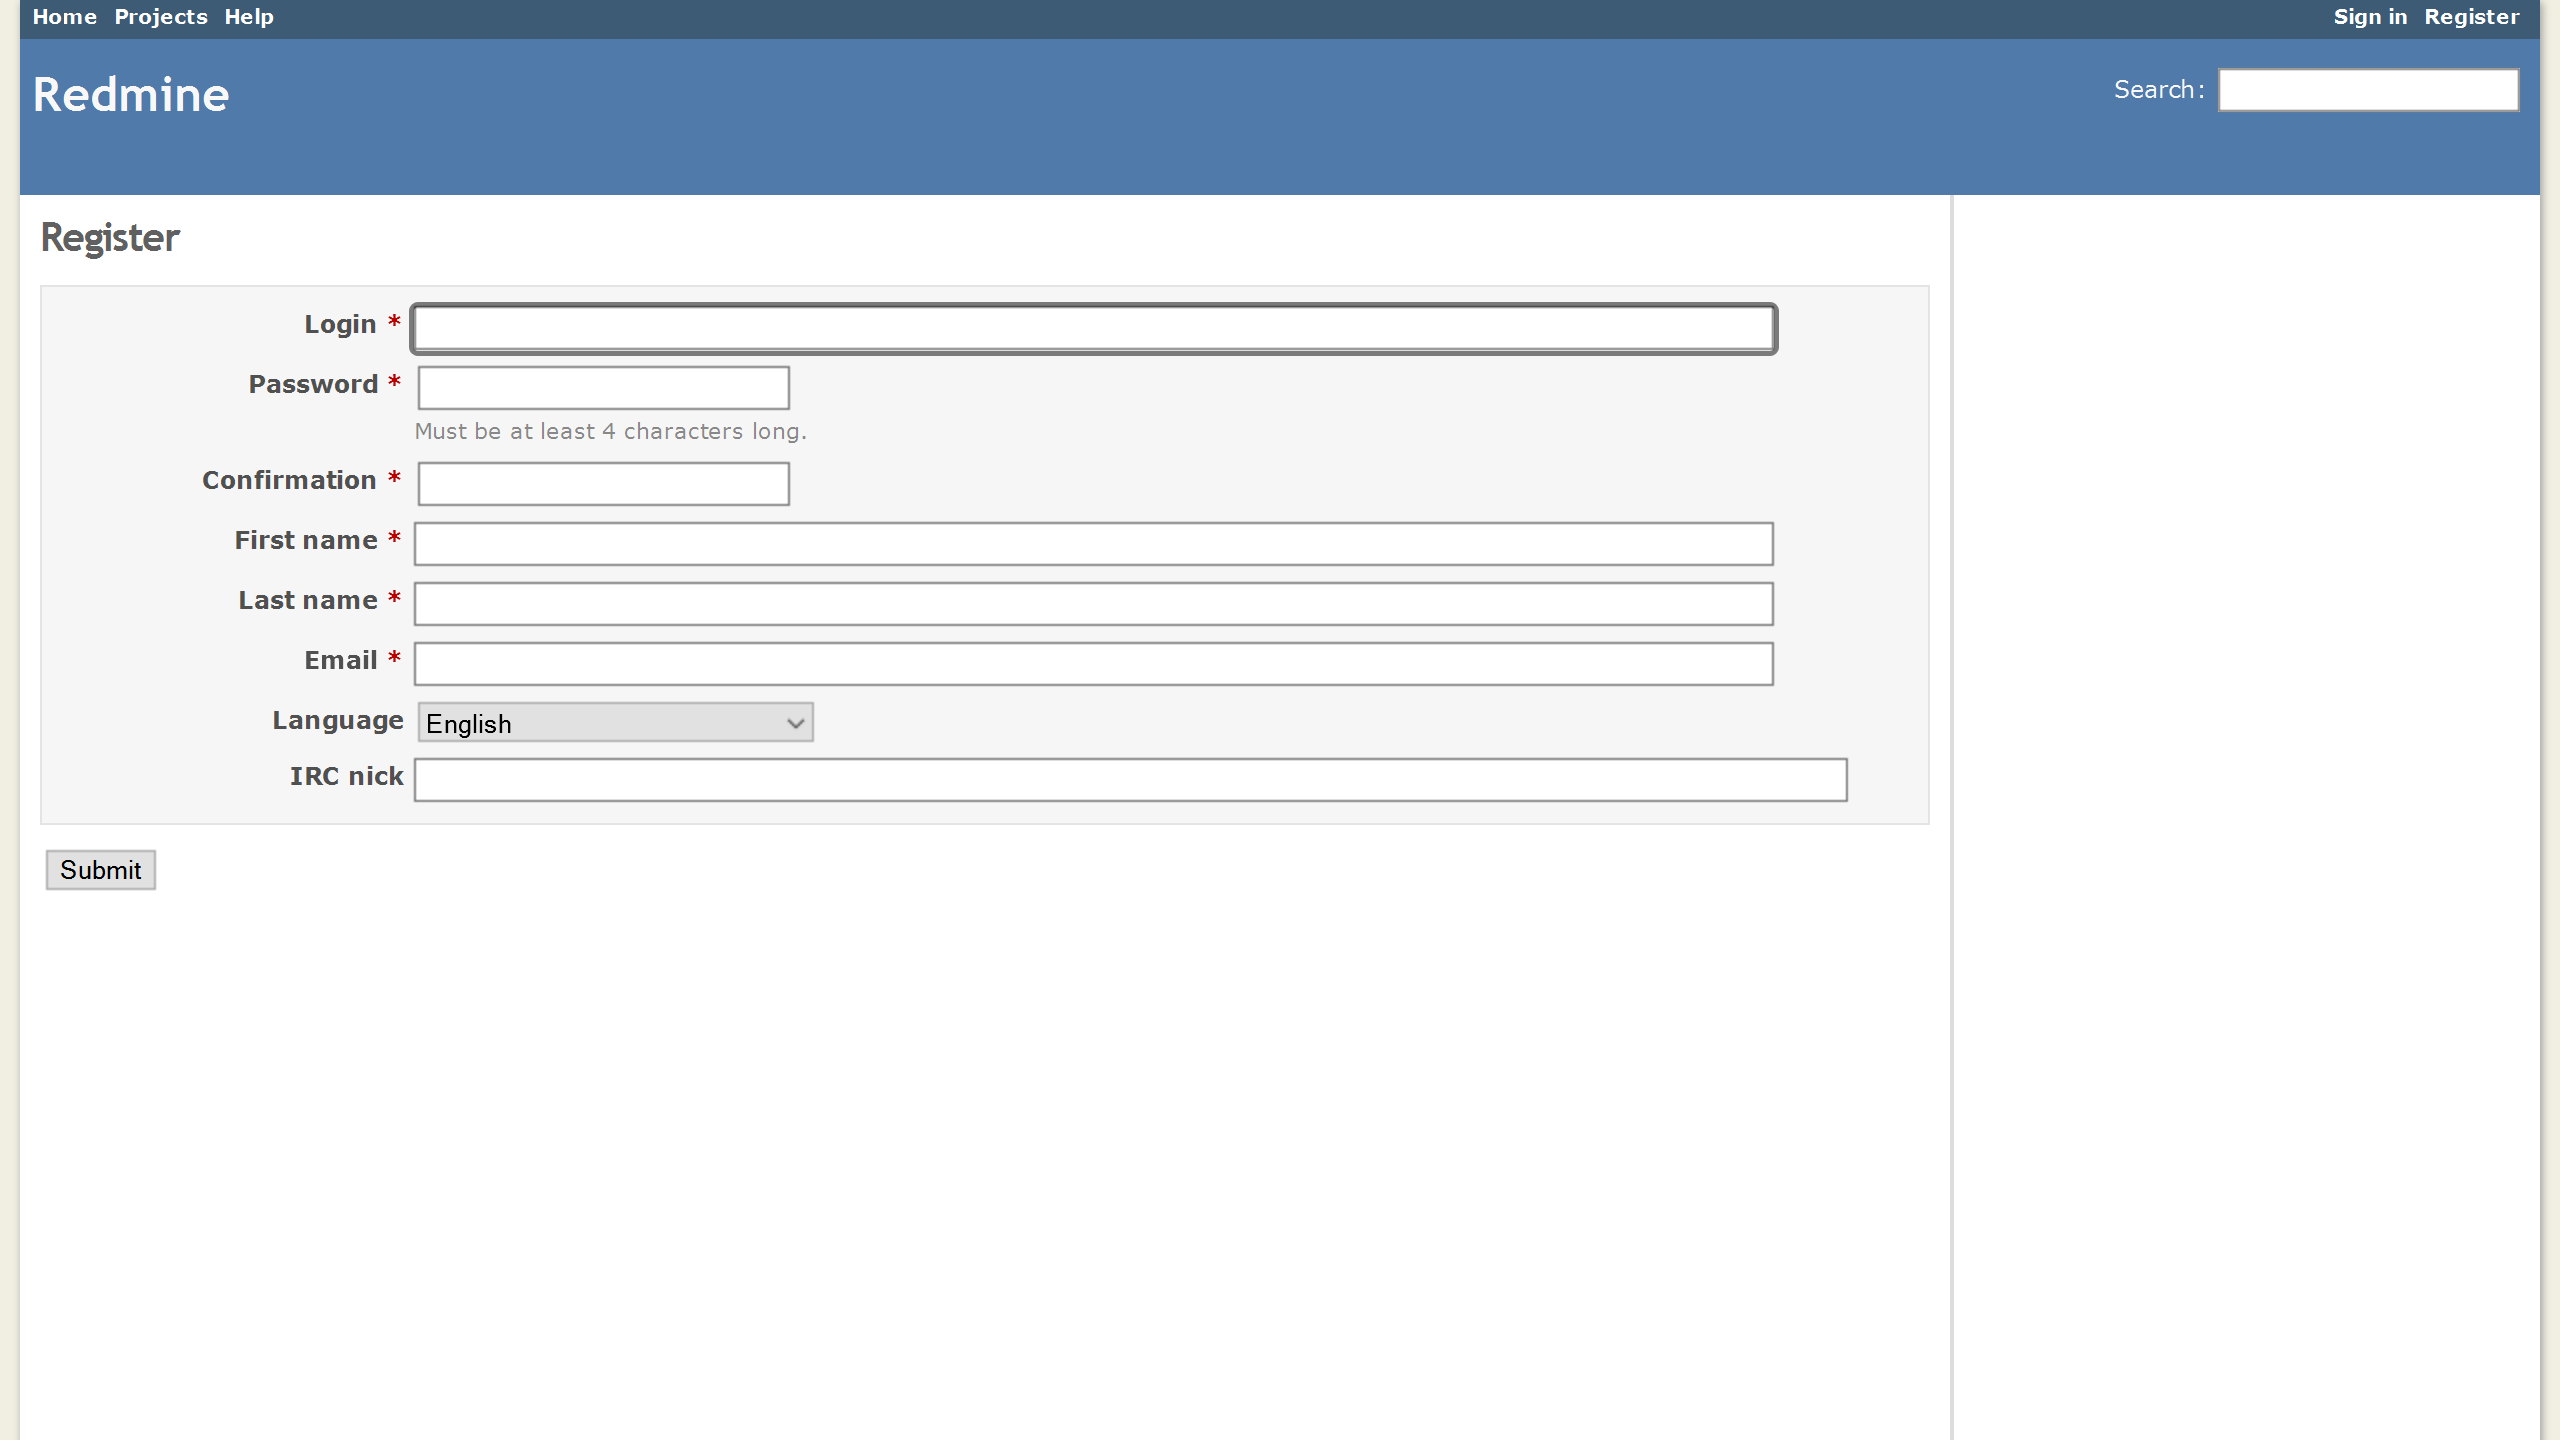 Home Projects Help Sign in Register
Redmine
Search:
Register
Login *
Password *
Must be at least 4 characters long.
Confirmation *
First name *
Last name *
Email *
Language English
IRC nick
Submit